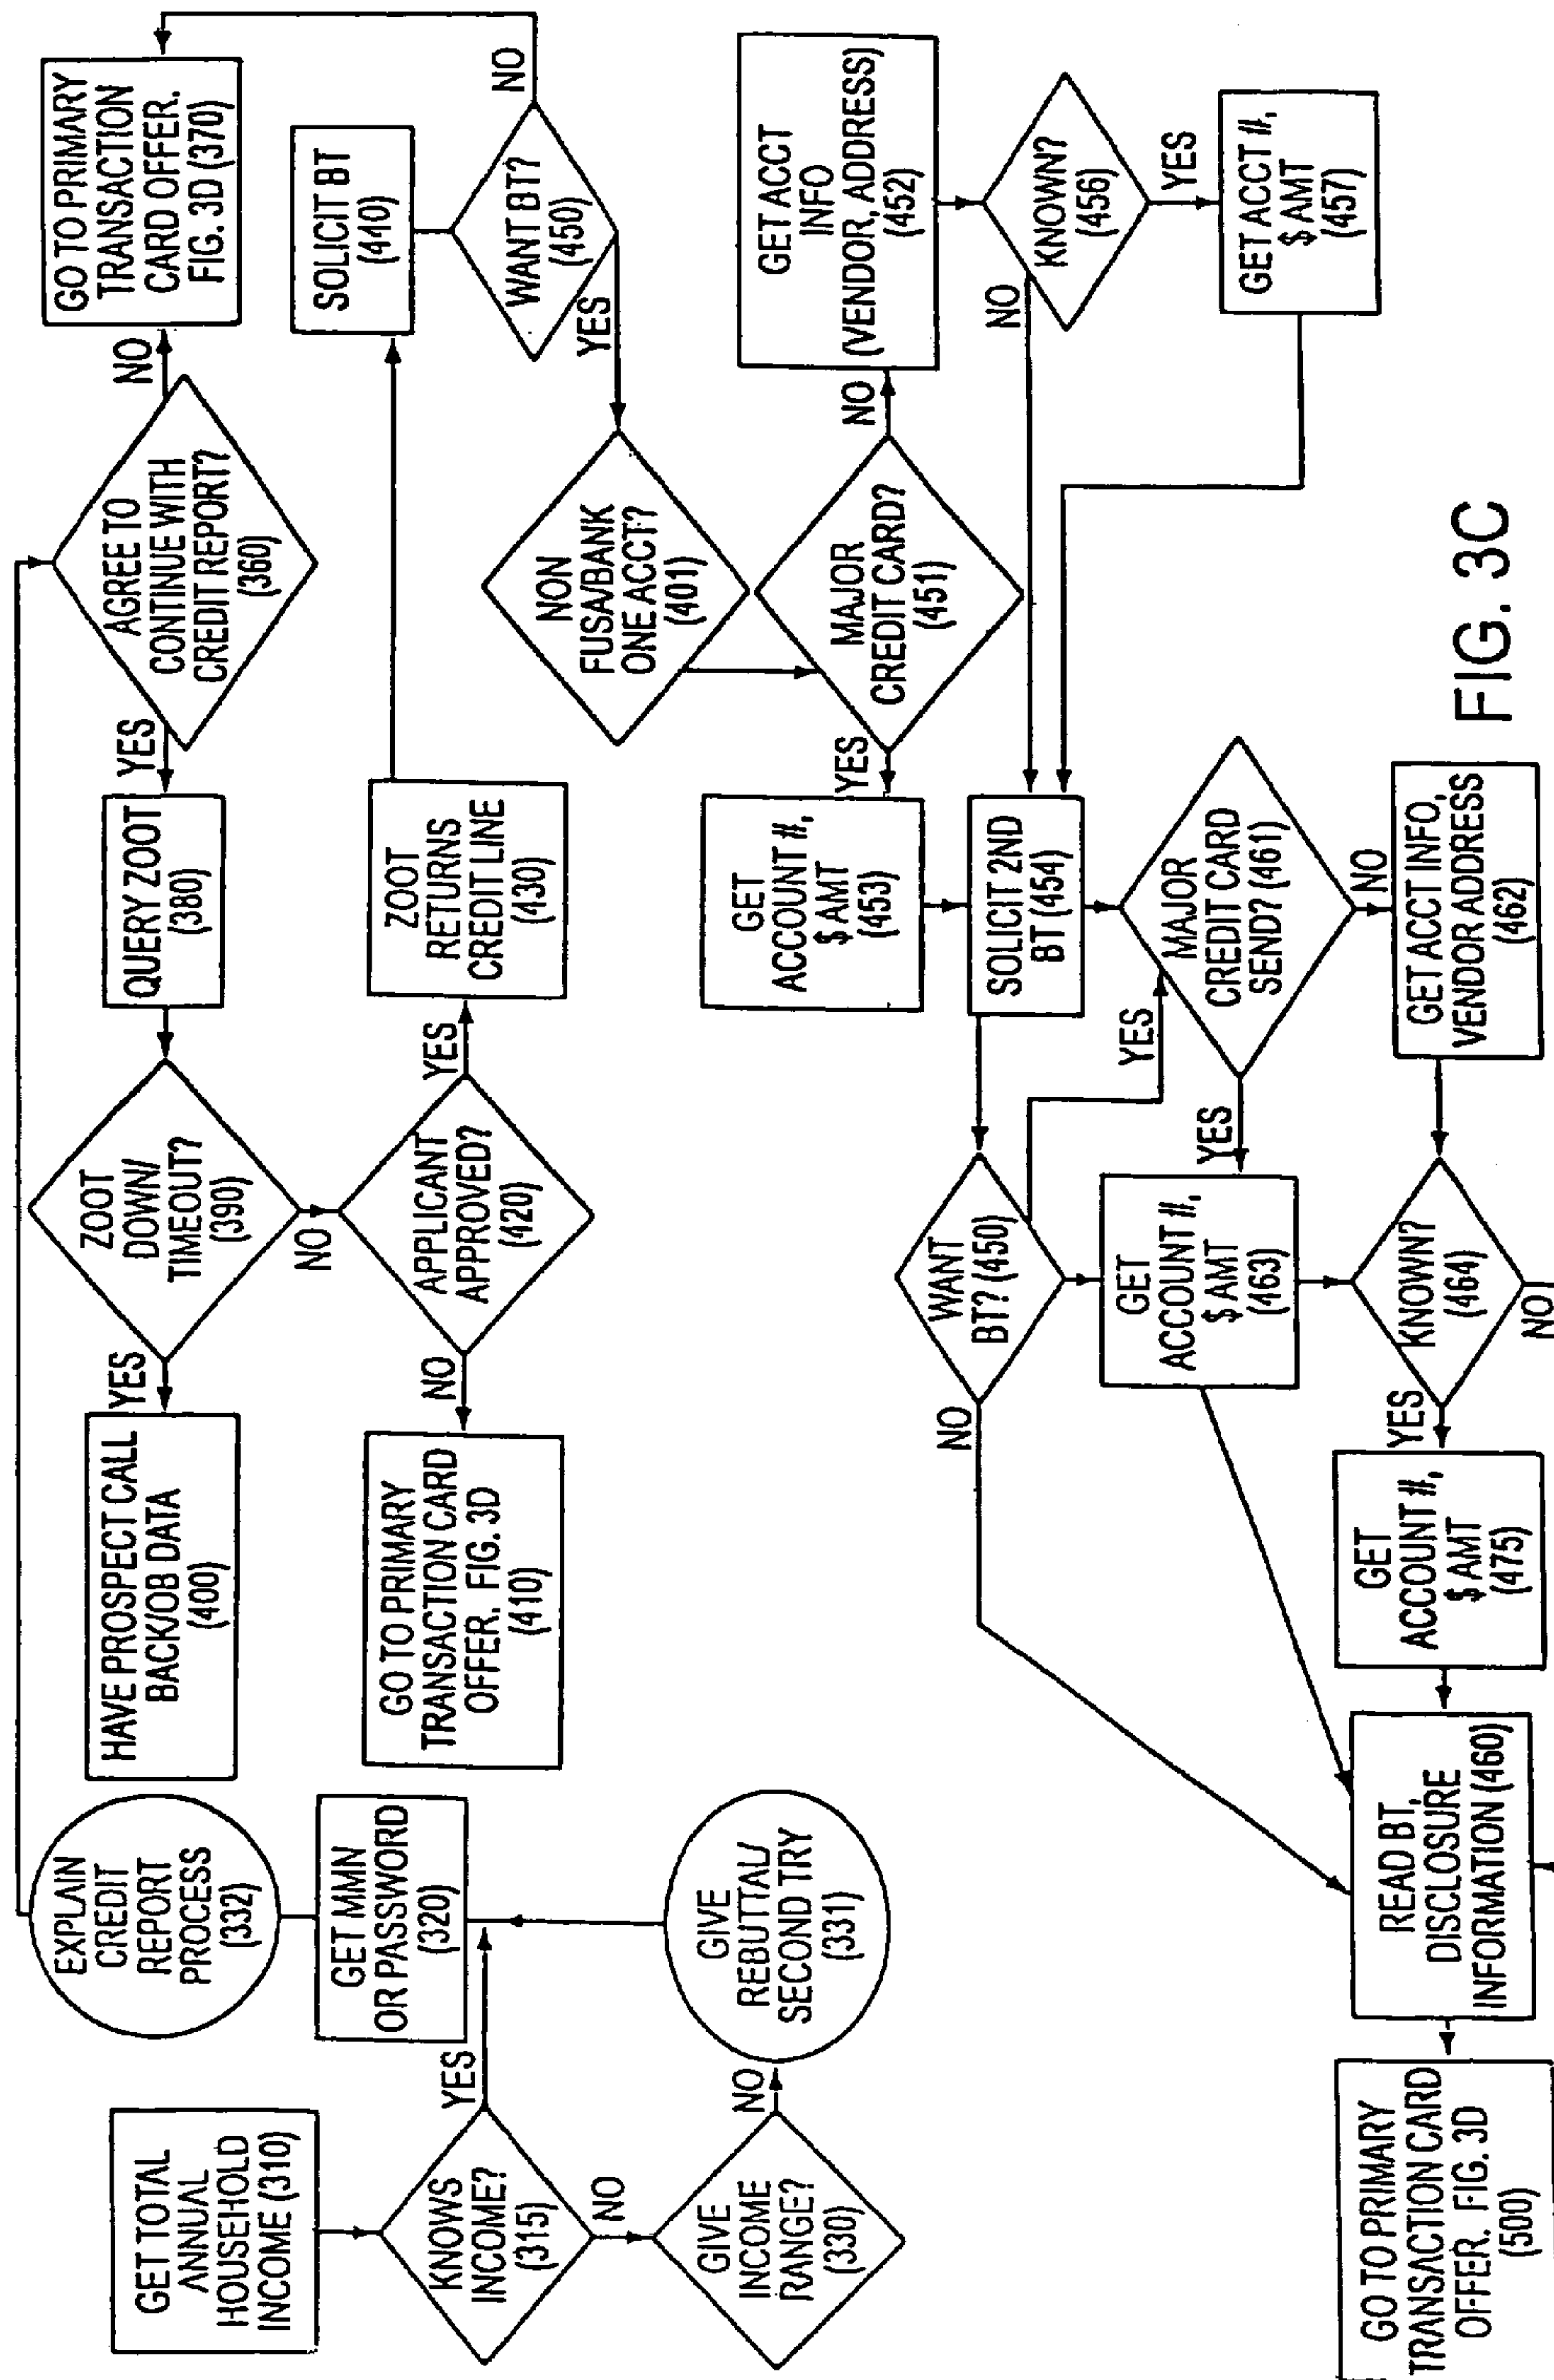 GET TOTAL
ANNUAL
HOUSEHOLD
INCOME (310)
KNOWS
INCOME?
(315)
YES
NO
GIVE
INCOME
RANGE?
(330)
NO
GIVE
REBUTTAL/
SECOND TRY
(331)
GET MMN
OR PASSWORD
(320)
EXPLAIN
CREDIT
REPORT
PROCESS
(332)
AGREE TO
CONTINUE WITH
CREDIT REPORT?
(360)
NO
GO TO PRIMARY
TRANSACTION
CARD OFFER.
FIG. 3D (370)
YES
QUERY ZOOT
(380)
ZOOT
DOWN/
TIMEOUT?
(390)
YES
HAVE PROSPECT CALL
BACK/OB DATA
(400)
NO
APPLICANT
APPROVED?
(420)
NO
GO TO PRIMARY
TRANSACTION CARD
OFFER. FIG. 3D
(410)
YES
ZOOT
RETURNS
CREDIT LINE
(430)
SOLICIT BT
(410)
WANT BT?
(450)
NO
YES
NON
FUSA/BANK
ONE ACCT?
(401)
MAJOR
CREDIT CARD?
(451)
NO
GET ACCT
INFO
(VENDOR, ADDRESS)
(452)
KNOWN?
(456)
NO
YES
GET ACCT #,
$ AMT
(457)
YES
GET
ACCOUNT #,
$ AMT
(453)
SOLICIT 2ND
BT (454)
MAJOR
CREDIT CARD
SEND? (461)
NO
GET ACCT INFO,
VENDOR ADDRESS
(462)
YES
WANT
BT? (450)
YES
NO
GET
ACCOUNT #,
$ AMT
(463)
KNOWN?
(464)
NO
YES
GET
ACCOUNT #,
$ AMT
(475)
READ BT,
DISCLOSURE
INFORMATION (460)
GO TO PRIMARY
TRANSACTION CARD
OFFER. FIG. 3D
(500)
FIG. 3C